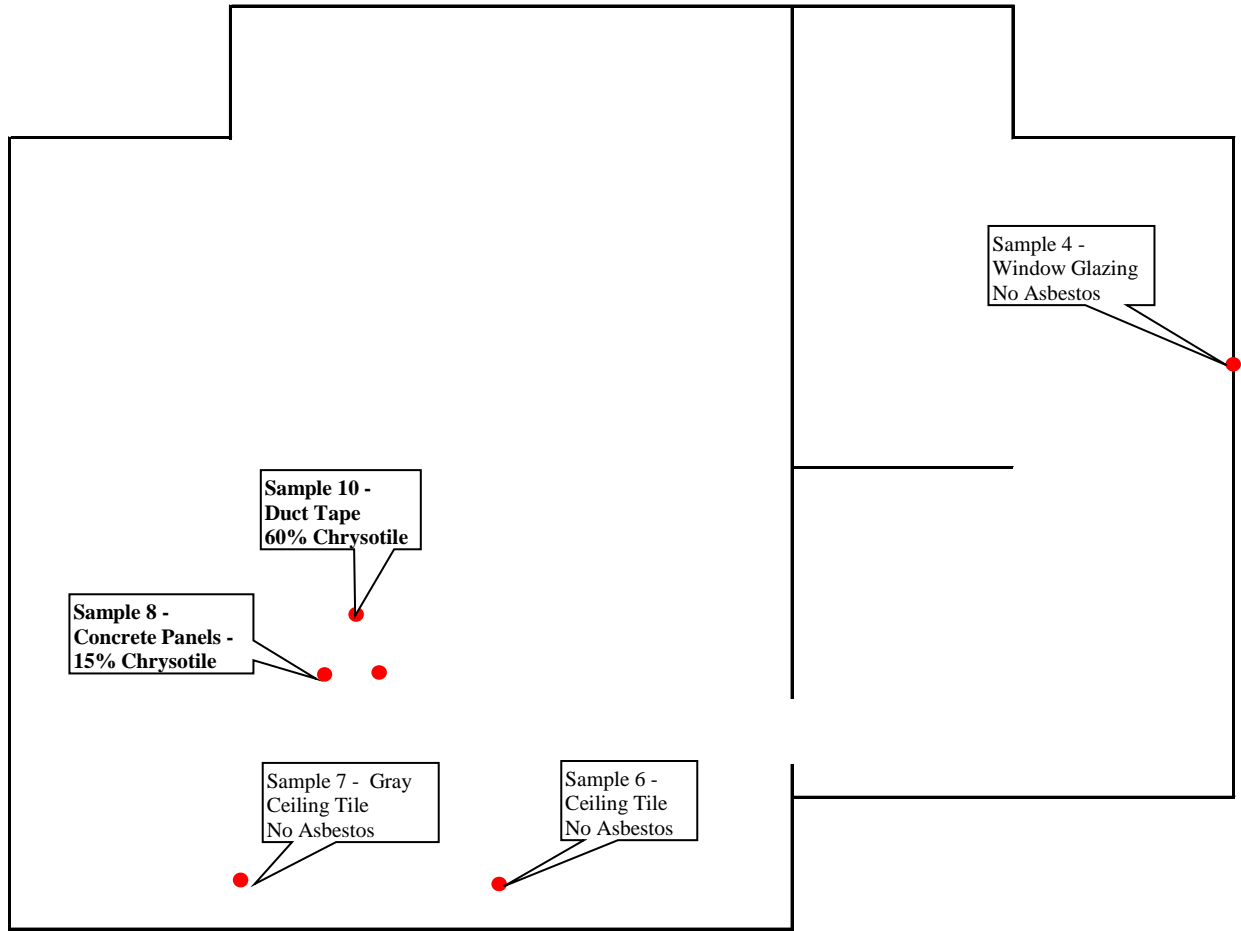 Sample 4 -
Window Glazing
No Asbestos
Sample 10 -
Duct Tape
60% Chrysotile
Sample 8 -
Concrete Panels -
15% Chrysotile
Sample 7 - Gray
Ceiling Tile
No Asbestos
Sample 6 -
Ceiling Tile
No Asbestos